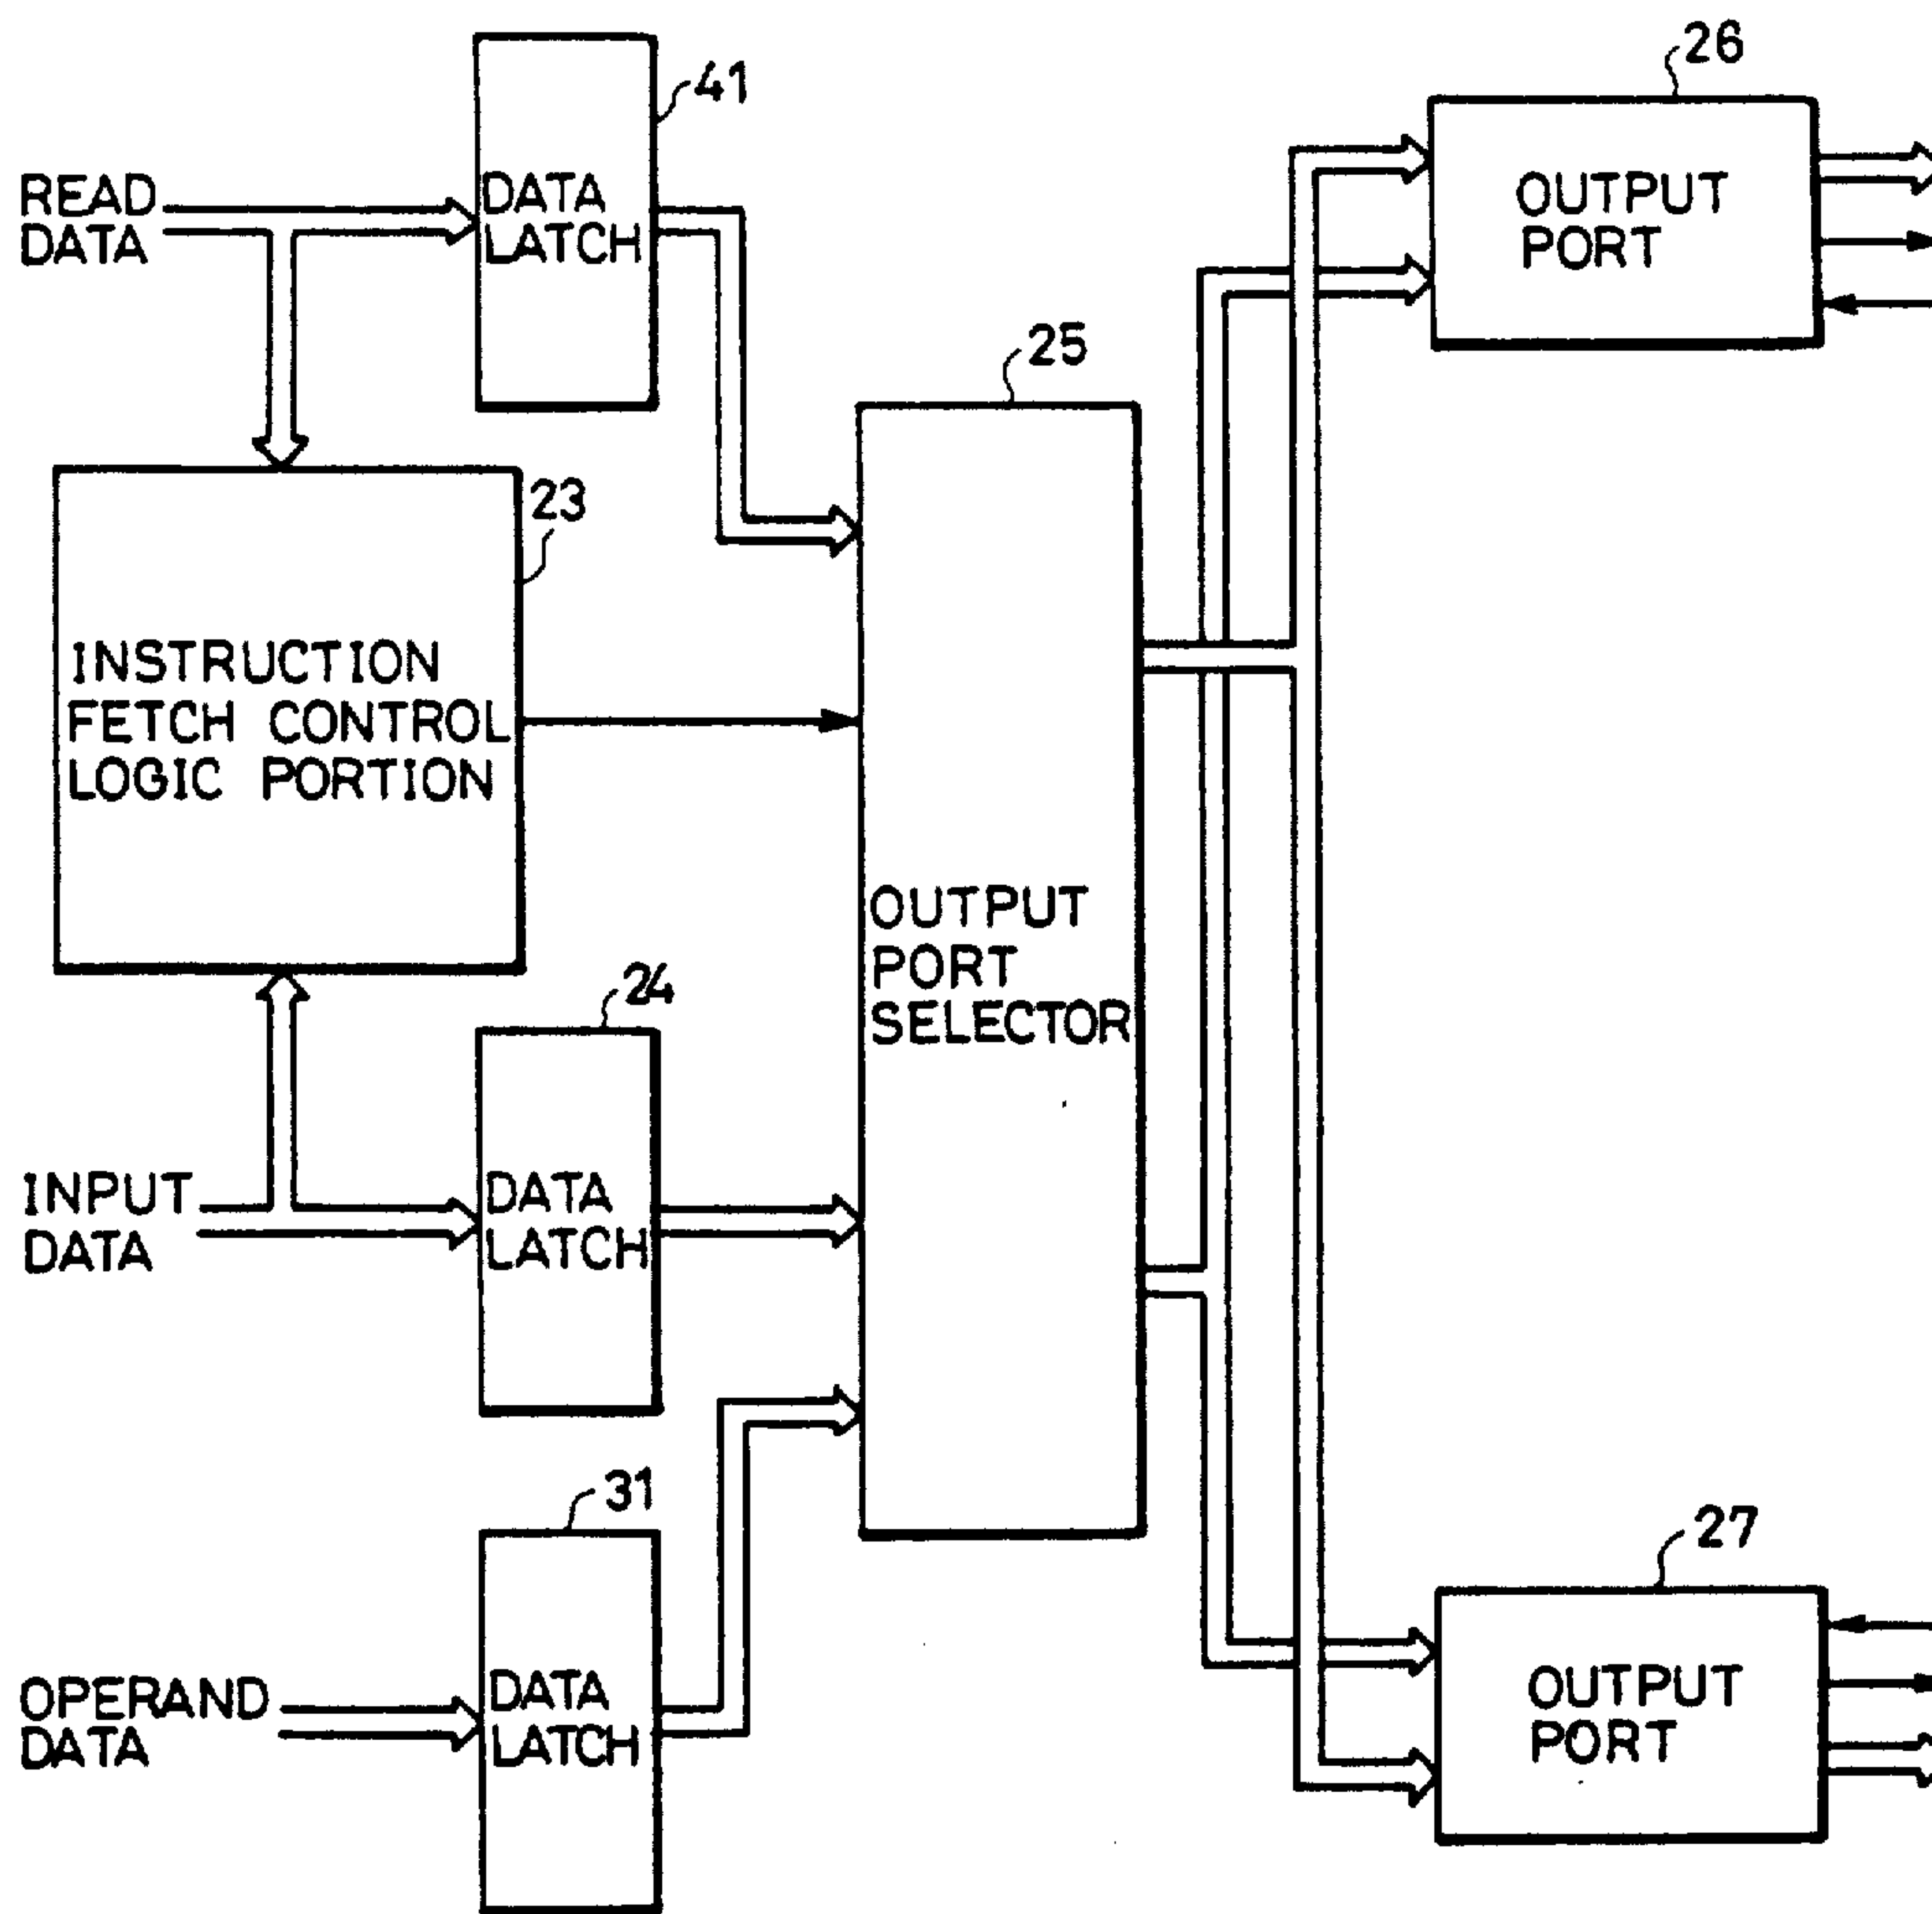 26
41
READ
DATA
DATA
LATCH
OUTPUT
PORT
25
23
INSTRUCTION
FETCH CONTROL
LOGIC PORTION
OUTPUT
PORT
SELECTOR
24
INPUT
DATA
DATA
LATCH
31
27
OPERAND
DATA
DATA
LATCH
OUTPUT
PORT